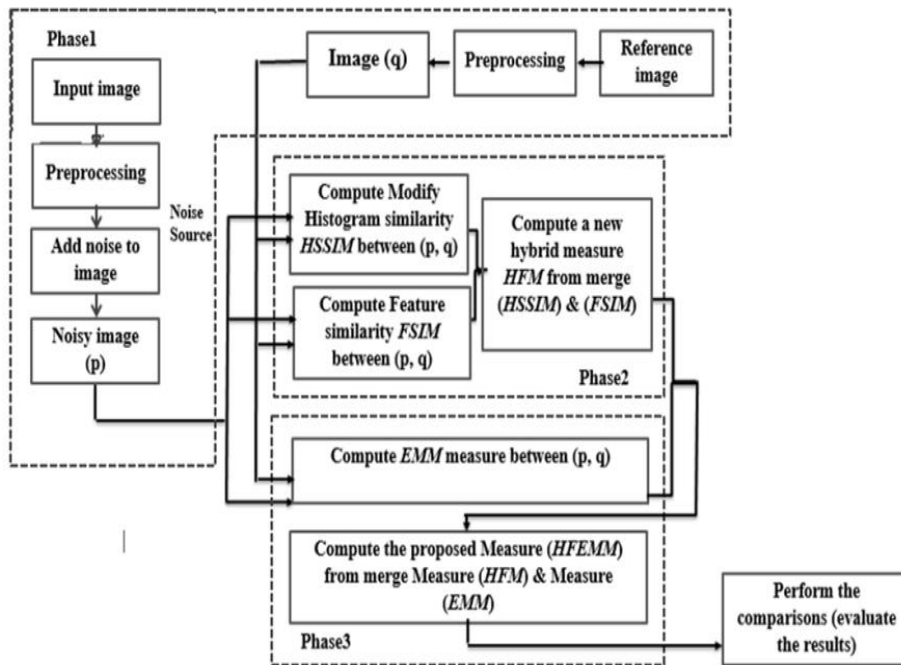 Phase1
Input image
Preprocessing
Add noise to
image
Noisy image
(p)
Noise
Source
Image (q)
Preprocessing
Reference
image
Compute Modify
Histogram similarity
HSSIM between (p, q)
Compute Feature
similarity FSIM
between (p, q)
Compute a new
hybrid measure
HFM from merge
(HSSIM) & (FSIM)
Phase2
Compute EMM measure between (p, q)
Compute the proposed Measure (HFEMM)
from merge Measure (HFM) & Measure
(EMM)
Phase3
Perform the
comparisons (evaluate
the results)